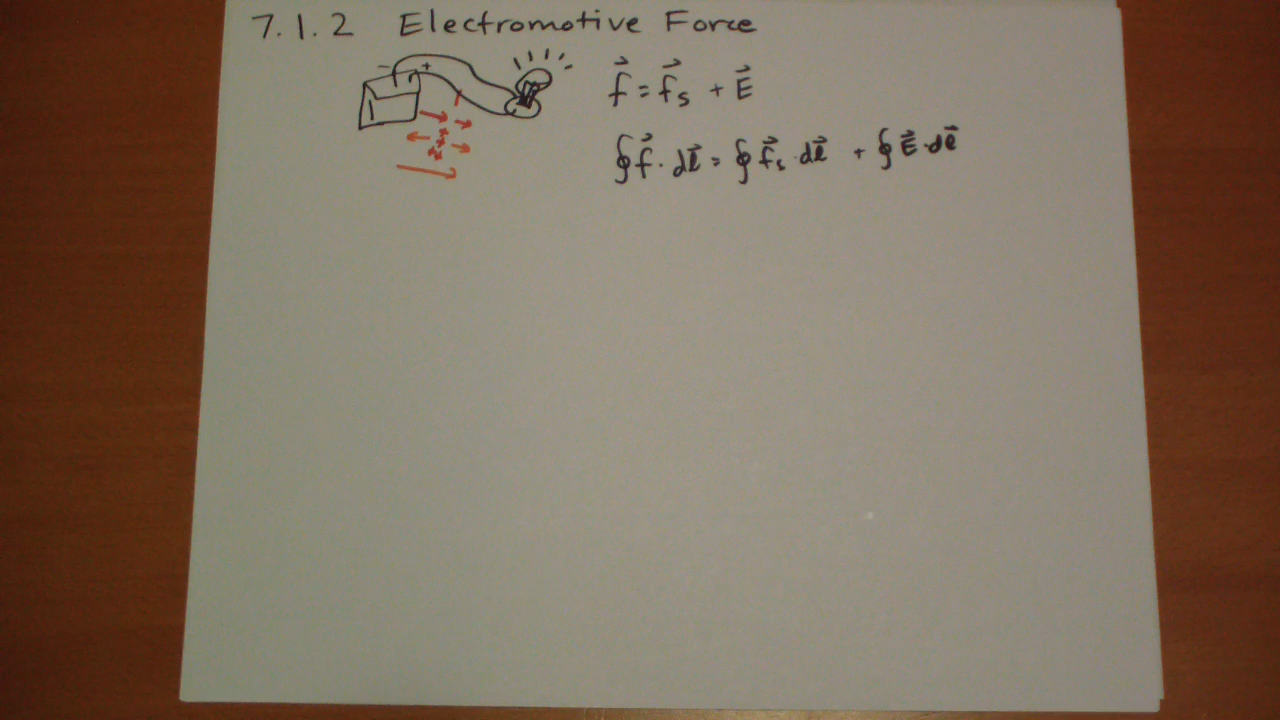 7.1.2 Electromotive Force
- +
f⃗ = f⃗s + E⃗
∮f⃗ · dl⃗ = ∮f⃗s · dl⃗ + ∮E⃗ · dl⃗